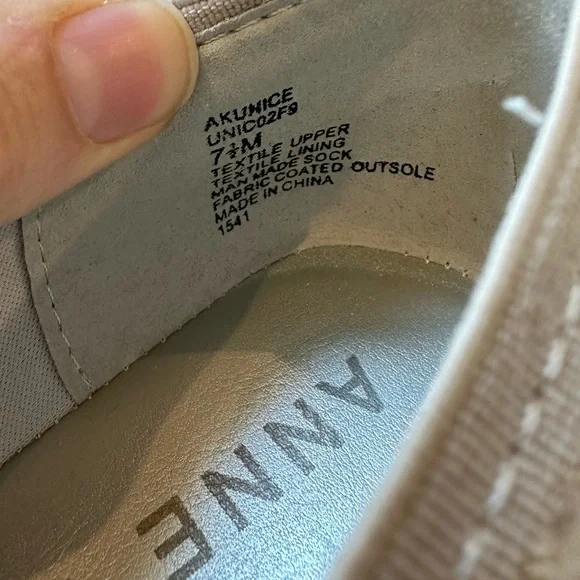 AKUNICE
UNIC02F9
7½M
TEXTILE UPPER
TEXTILE LINING
MAN MADE SOCK
FABRIC COATED OUTSOLE
MADE IN CHINA
1541
ANNE